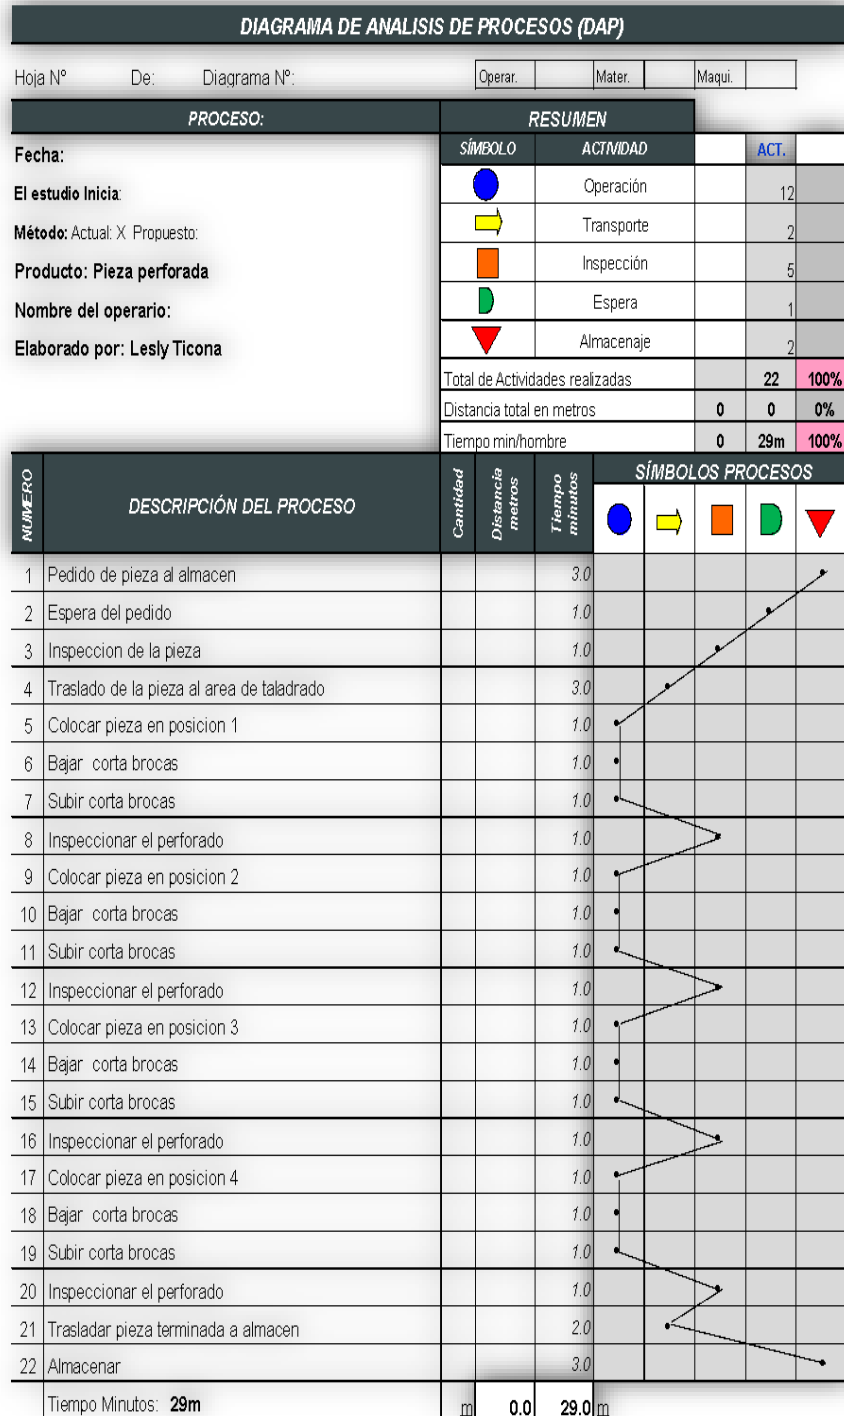 DIAGRAMA DE ANALISIS DE PROCESOS (DAP)
Hoja Nº De: Diagrama Nº: Operar. Mater. Maqui.
PROCESO: RESUMEN
SÍMBOLO ACTIVIDAD ACT.
Fecha:
Operación 12
El estudio Inicia:
Transporte 2
Método: Actual: X Propuesto:
Inspección 5
Producto: Pieza perforada
Espera 1
Nombre del operario:
Almacenaje 2
Elaborado por: Lesly Ticona
Total de Actividades realizadas 22 100%
Distancia total en metros 0 0 0%
Tiempo min/hombre 0 29m 100%
NUMERO DESCRIPCIÓN DEL PROCESO Cantidad Distancia metros Tiempo minutos SÍMBOLOS PROCESOS
1 Pedido de pieza al almacen 3.0
2 Espera del pedido 1.0
3 Inspeccion de la pieza 1.0
4 Traslado de la pieza al area de taladrado 3.0
5 Colocar pieza en posicion 1 1.0
6 Bajar corta brocas 1.0
7 Subir corta brocas 1.0
8 Inspeccionar el perforado 1.0
9 Colocar pieza en posicion 2 1.0
10 Bajar corta brocas 1.0
11 Subir corta brocas 1.0
12 Inspeccionar el perforado 1.0
13 Colocar pieza en posicion 3 1.0
14 Bajar corta brocas 1.0
15 Subir corta brocas 1.0
16 Inspeccionar el perforado 1.0
17 Colocar pieza en posicion 4 1.0
18 Bajar corta brocas 1.0
19 Subir corta brocas 1.0
20 Inspeccionar el perforado 1.0
21 Trasladar pieza terminada a almacen 2.0
22 Almacenar 3.0
Tiempo Minutos: 29m m 0.0 29.0 m